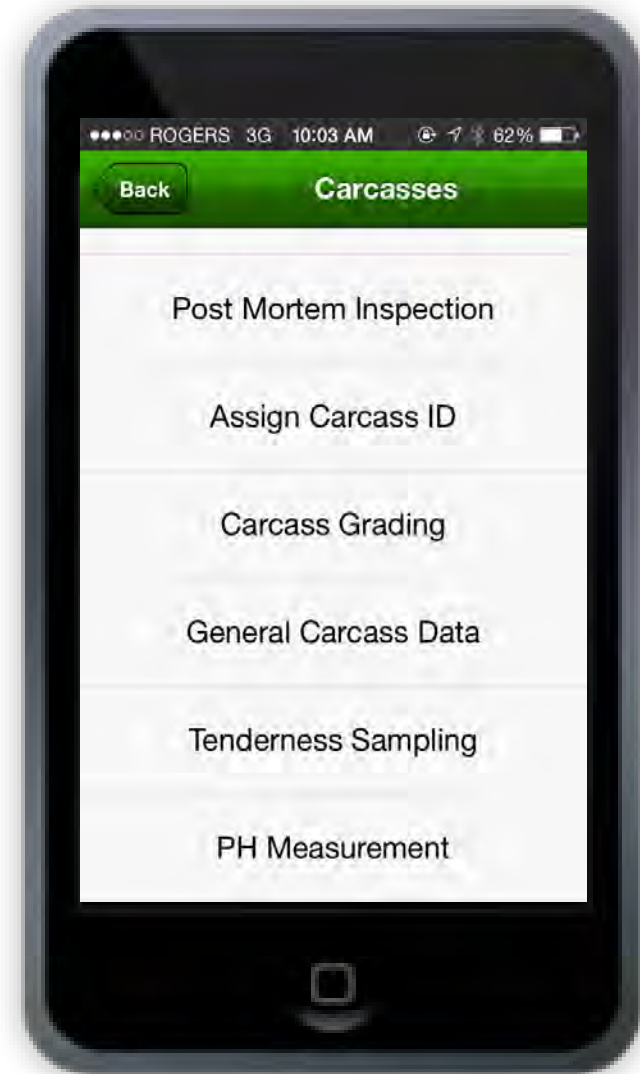 ROGERS 3G 10:03 AM 62%
Back Carcasses
Post Mortem Inspection
Assign Carcass ID
Carcass Grading
General Carcass Data
Tenderness Sampling
PH Measurement